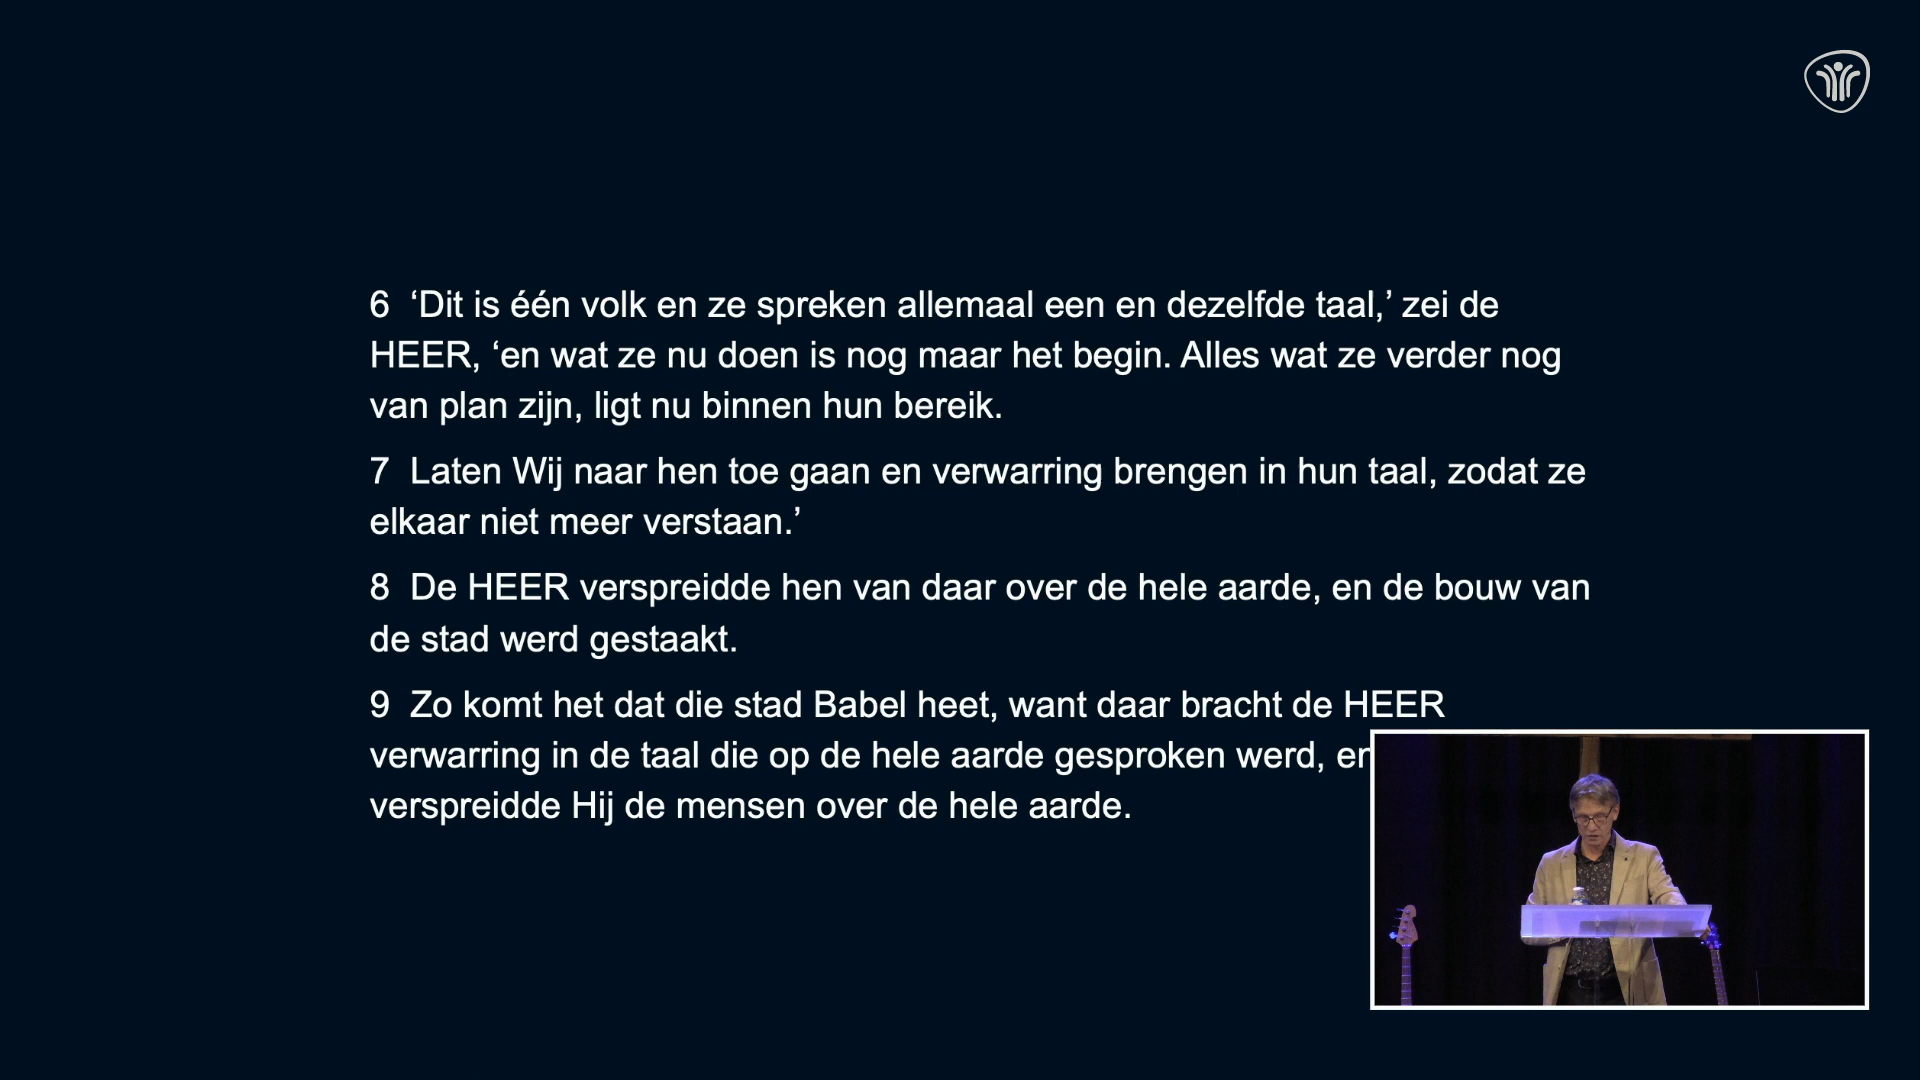 6 ‘Dit is één volk en ze spreken allemaal een en dezelfde taal,’ zei de
HEER, ‘en wat ze nu doen is nog maar het begin. Alles wat ze verder nog
van plan zijn, ligt nu binnen hun bereik.
7 Laten Wij naar hen toe gaan en verwarring brengen in hun taal, zodat ze
elkaar niet meer verstaan.’
8 De HEER verspreidde hen van daar over de hele aarde, en de bouw van
de stad werd gestaakt.
9 Zo komt het dat die stad Babel heet, want daar bracht de HEER
verwarring in de taal die op de hele aarde gesproken werd,
verspreidde Hij de mensen over de hele aarde.